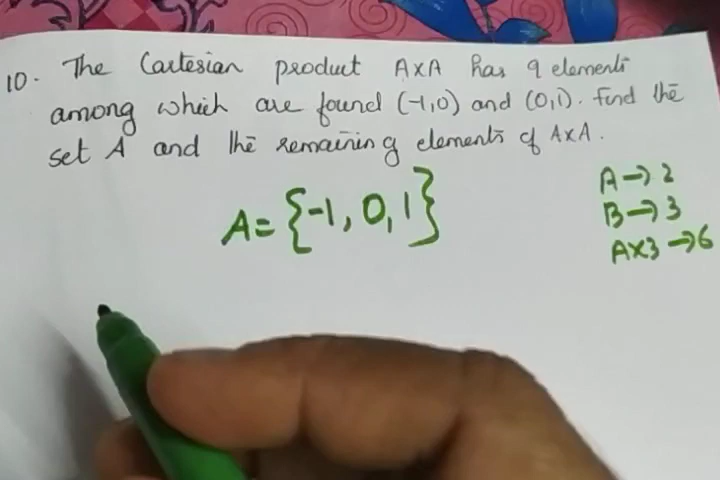 10. The Cartesian product A×A has 9 elements
among which are found (-1,0) and (0,1). Find the
set A and the remaining elements of A×A.
A = {-1, 0, 1}
A → 2
B → 3
A×3 → 6